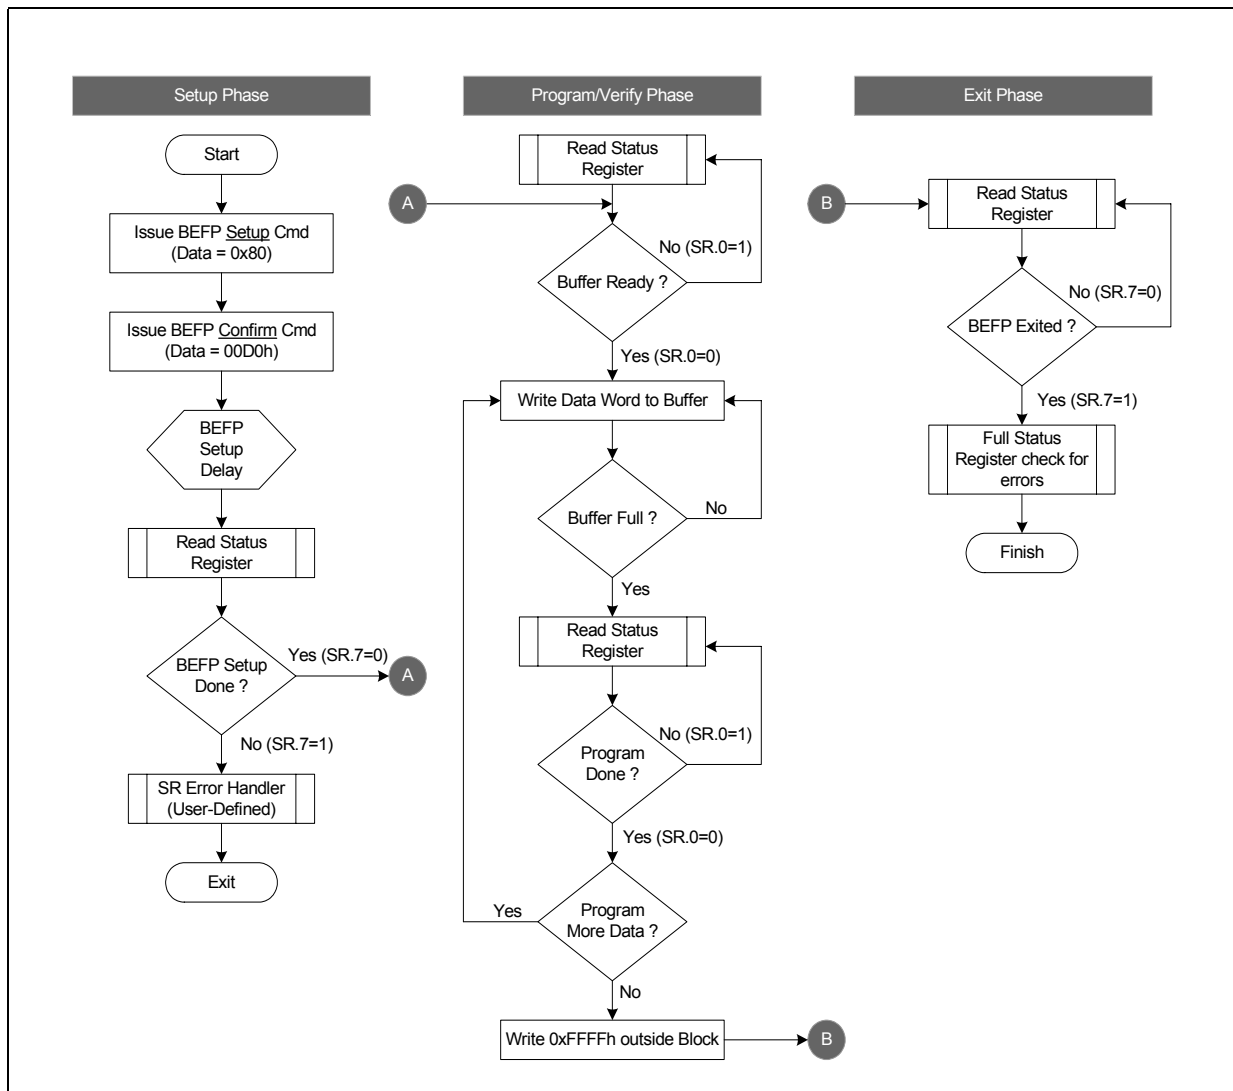 Setup Phase
Start
Issue BEFP Setup Cmd
(Data = 0x80)
Issue BEFP Confirm Cmd
(Data = 00D0h)
BEFP
Setup
Delay
Read Status
Register
BEFP Setup
Done ?
Yes (SR.7=0)
A
No (SR.7=1)
SR Error Handler
(User-Defined)
Exit
Program/Verify Phase
Read Status
Register
A
Buffer Ready ?
No (SR.0=1)
Yes (SR.0=0)
Write Data Word to Buffer
Buffer Full ?
No
Yes
Read Status
Register
Program
Done ?
No (SR.0=1)
Yes (SR.0=0)
Program
More Data ?
Yes
No
Write 0xFFFFh outside Block
B
Exit Phase
B
Read Status
Register
BEFP Exited ?
No (SR.7=0)
Yes (SR.7=1)
Full Status
Register check for
errors
Finish